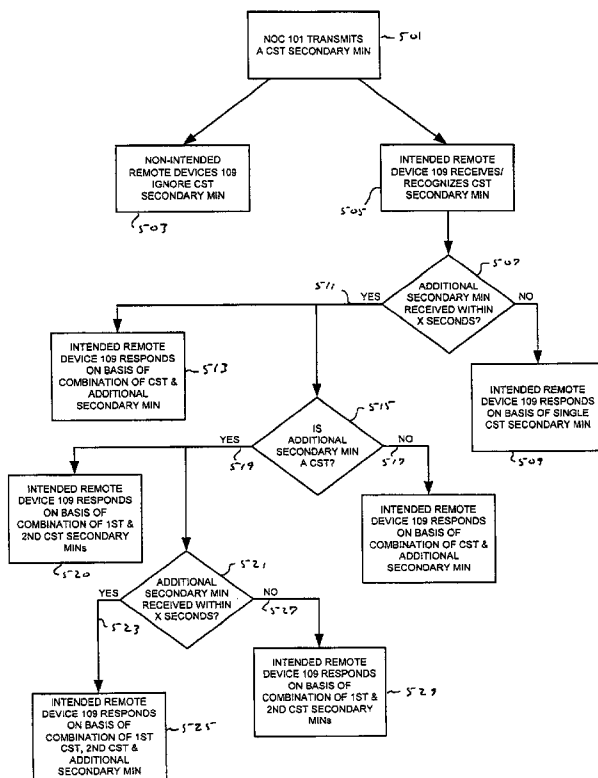 NOC 101 TRANSMITS
A CST SECONDARY MIN
501
NON-INTENDED
REMOTE DEVICES 109
IGNORE CST
SECONDARY MIN
503
INTENDED REMOTE
DEVICE 109 RECEIVES/
RECOGNIZES CST
SECONDARY MIN
505
507
ADDITIONAL
SECONDARY MIN
RECEIVED WITHIN
X SECONDS?
511
YES
NO
INTENDED REMOTE
DEVICE 109 RESPONDS
ON BASIS OF
COMBINATION OF CST &
ADDITIONAL
SECONDARY MIN
513
INTENDED REMOTE
DEVICE 109 RESPONDS
ON BASIS OF SINGLE
CST SECONDARY MIN
509
515
IS
ADDITIONAL
SECONDARY MIN
A CST?
YES
519
NO
517
INTENDED REMOTE
DEVICE 109 RESPONDS
ON BASIS OF
COMBINATION OF 1ST &
2ND CST SECONDARY
MINs
520
INTENDED REMOTE
DEVICE 109 RESPONDS
ON BASIS OF
COMBINATION OF CST &
ADDITIONAL
SECONDARY MIN
521
ADDITIONAL
SECONDARY MIN
RECEIVED WITHIN
X SECONDS?
YES
523
NO
527
INTENDED REMOTE
DEVICE 109 RESPONDS
ON BASIS OF
COMBINATION OF 1ST &
2ND CST SECONDARY
MINs
529
INTENDED REMOTE
DEVICE 109 RESPONDS
ON BASIS OF
COMBINATION OF 1ST
CST, 2ND CST &
ADDITIONAL
SECONDARY MIN
525